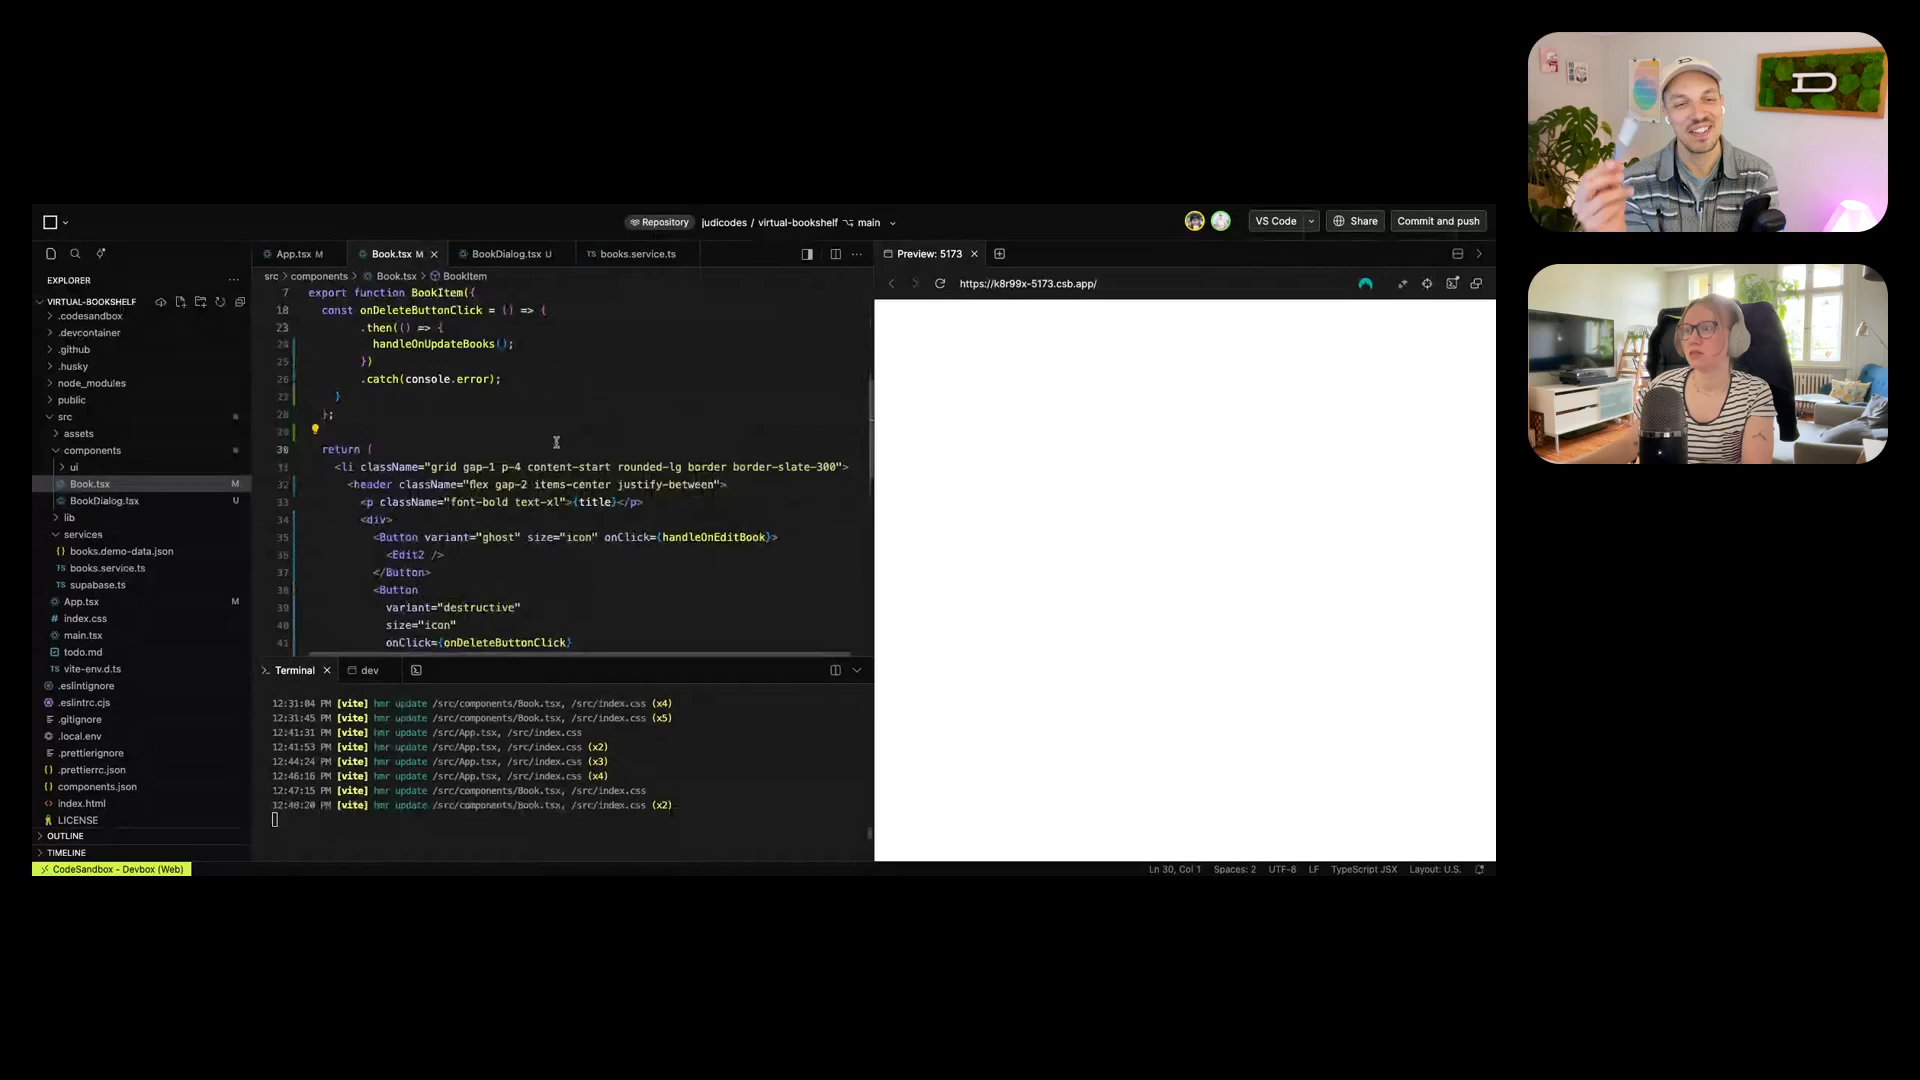 Repository judicodes / virtual-bookshelf main
VS Code Share Commit and push
App.tsx M Book.tsx M BookDialog.tsx U books.service.ts
Preview: 5173
src > components > Book.tsx > BookItem
https://k8r99x-5173.csb.app/
EXPLORER
VIRTUAL-BOOKSHELF
.codesandbox
.devcontainer
.github
.husky
node_modules
public
src
assets
components
ui
Book.tsx M
BookDialog.tsx U
lib
services
books.demo-data.json
books.service.ts
supabase.ts
App.tsx M
index.css
main.tsx
todo.md
vite-env.d.ts
.eslintignore
.eslintrc.cjs
.gitignore
.local.env
.prettierignore
.prettierrc.json
components.json
index.html
LICENSE
OUTLINE
TIMELINE
7 export function BookItem({
18 const onDeleteButtonClick = () => {
23 .then(() => {
24 handleOnUpdateBooks();
25 })
26 .catch(console.error);
27 }
28 };
29
30 return (
31 <li className="grid gap-1 p-4 content-start rounded-lg border border-slate-300">
32 <header className="flex gap-2 items-center justify-between">
33 <p className="font-bold text-xl">{title}</p>
34 <div>
35 <Button variant="ghost" size="icon" onClick={handleOnEditBook}>
36 <Edit2 />
37 </Button>
38 <Button
39 variant="destructive"
40 size="icon"
41 onClick={onDeleteButtonClick}
Terminal dev
12:31:04 PM [vite] hmr update /src/components/Book.tsx, /src/index.css (x4)
12:31:45 PM [vite] hmr update /src/components/Book.tsx, /src/index.css (x5)
12:41:31 PM [vite] hmr update /src/App.tsx, /src/index.css
12:41:53 PM [vite] hmr update /src/App.tsx, /src/index.css (x2)
12:44:24 PM [vite] hmr update /src/App.tsx, /src/index.css (x3)
12:46:16 PM [vite] hmr update /src/App.tsx, /src/index.css (x4)
12:47:15 PM [vite] hmr update /src/components/Book.tsx, /src/index.css
12:48:20 PM [vite] hmr update /src/components/Book.tsx, /src/index.css (x2)
CodeSandbox - Devbox (Web)
Ln 30, Col 1 Spaces: 2 UTF-8 LF TypeScript JSX Layout: U.S.